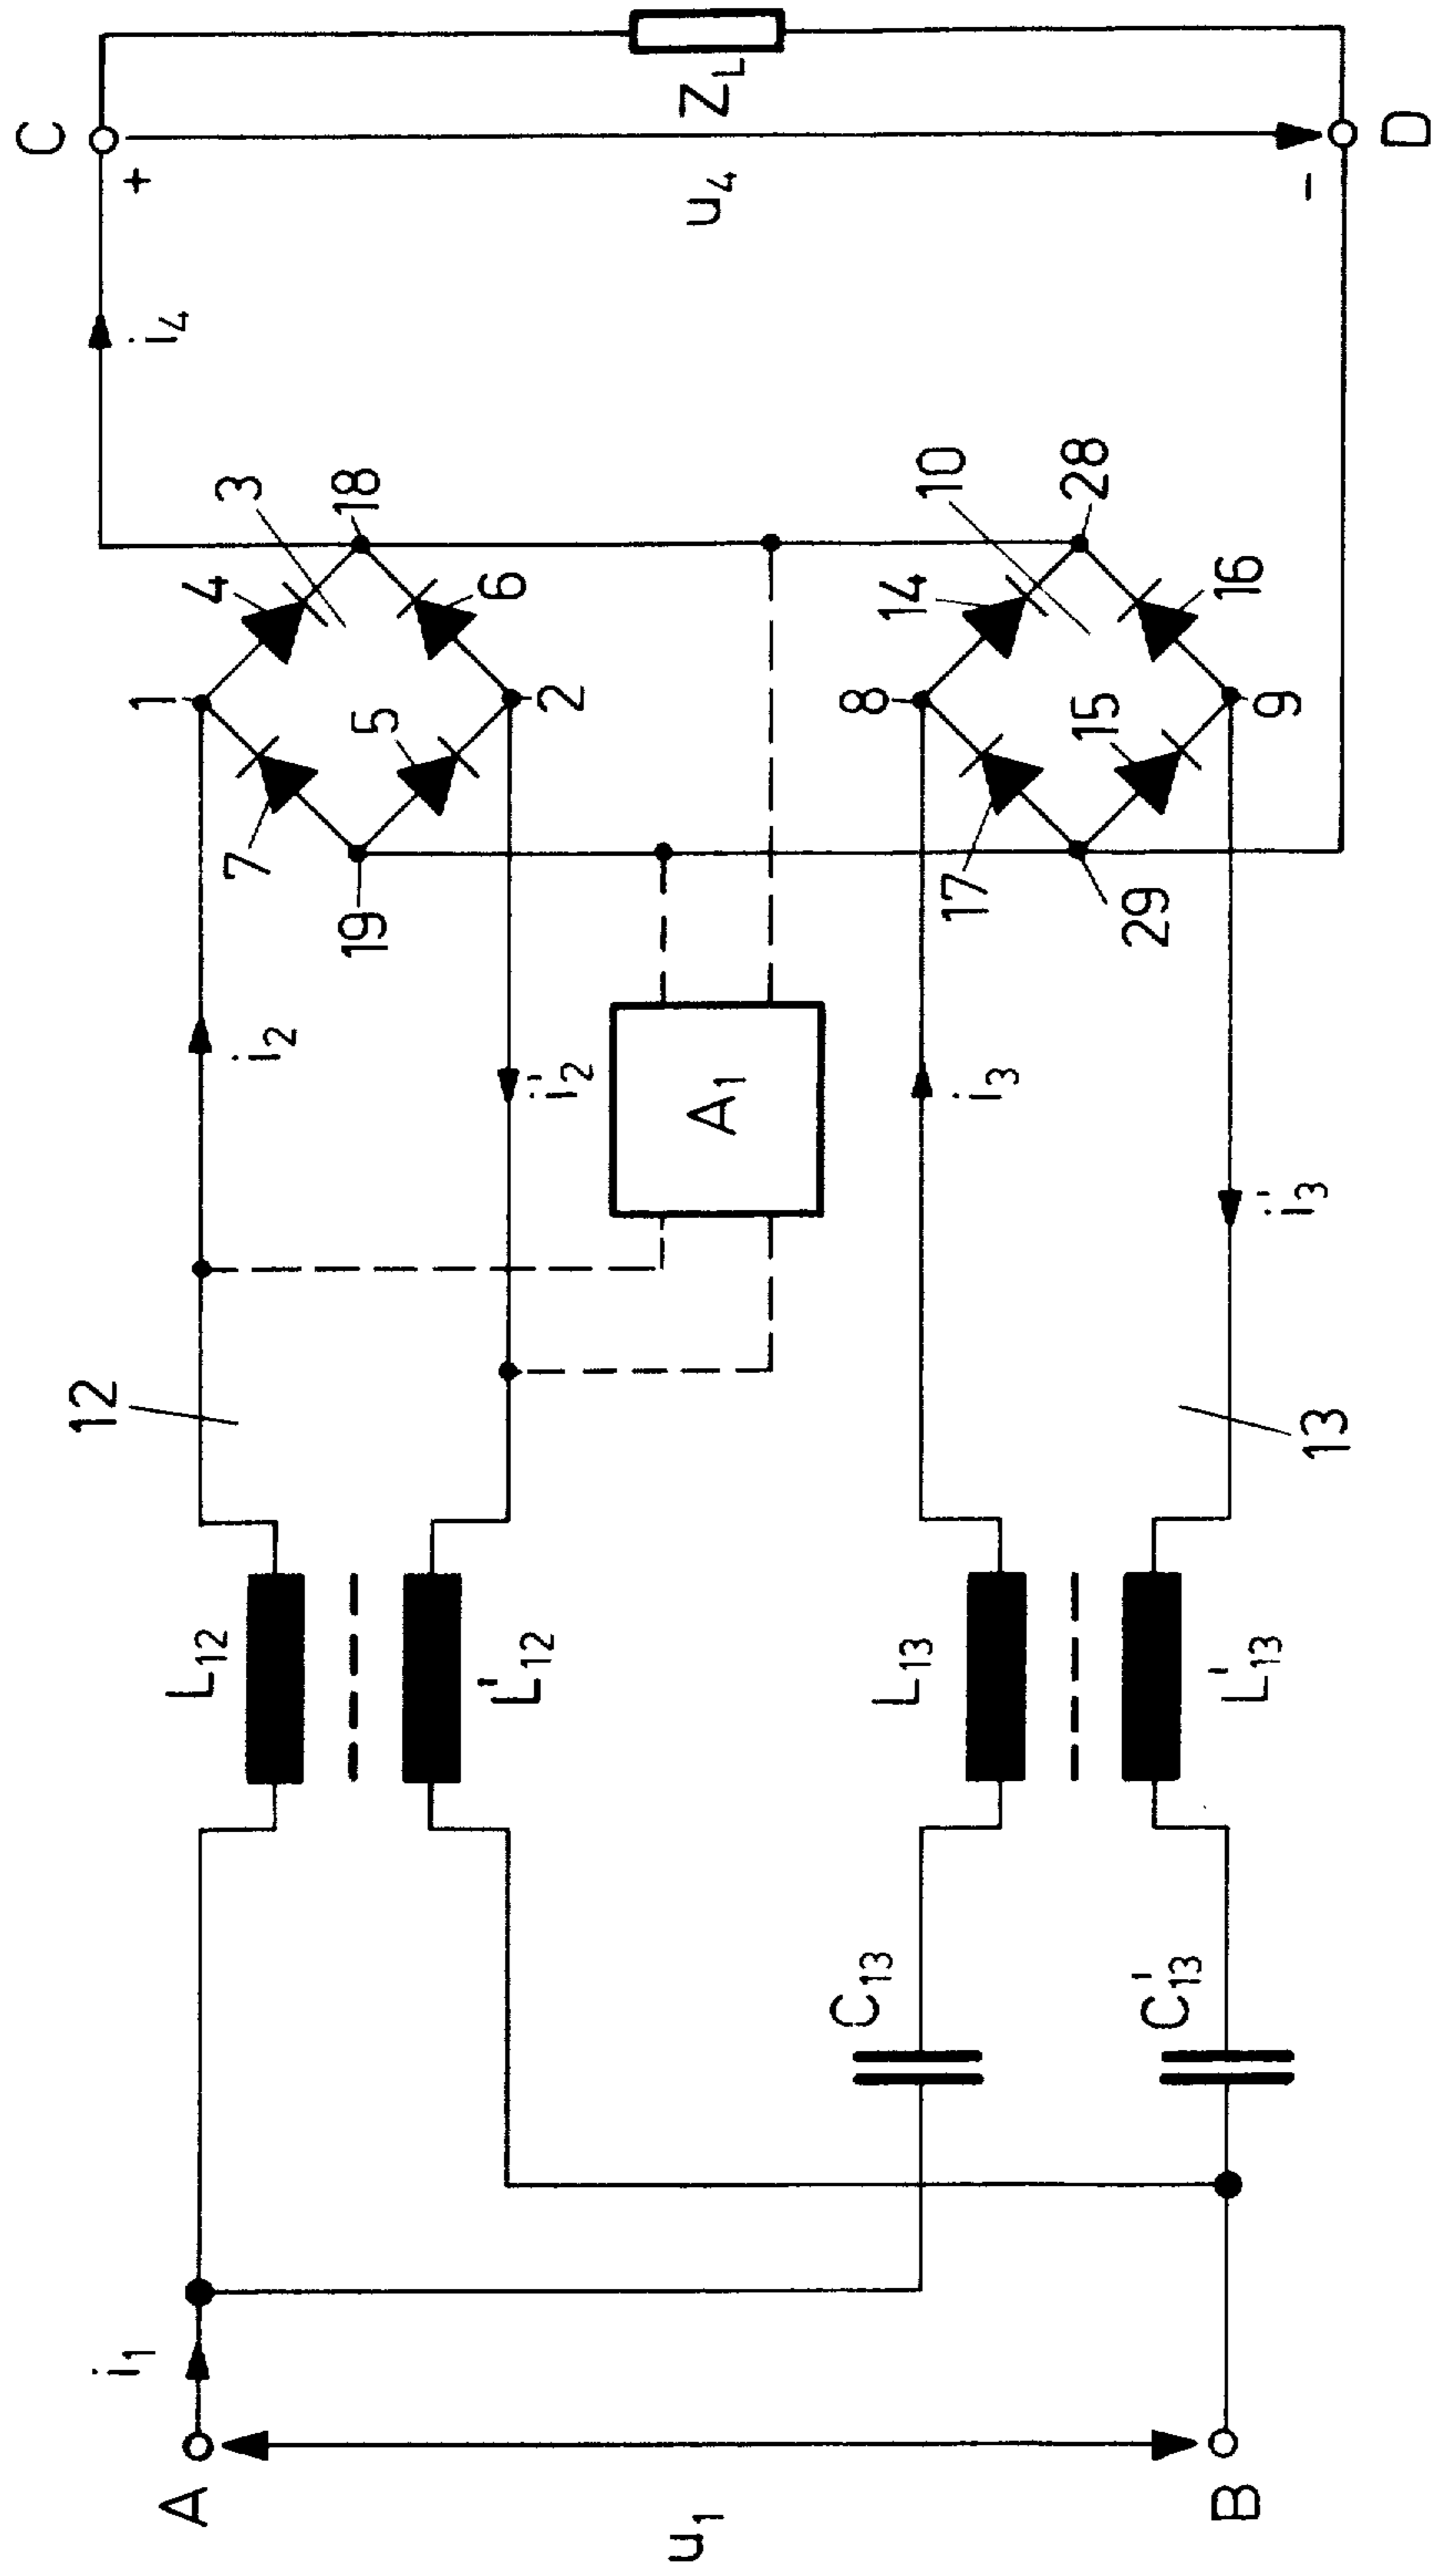 A
B
u₁
i₁
C₁₃
C'₁₃
L₁₂
L'₁₂
L₁₃
L'₁₃
12
13
i₂
i'₂
A₁
i₃
i'₃
1
2
3
4
5
6
7
18
19
8
9
10
14
15
16
17
28
29
i₄
C
+
u₄
-
D
Z_L